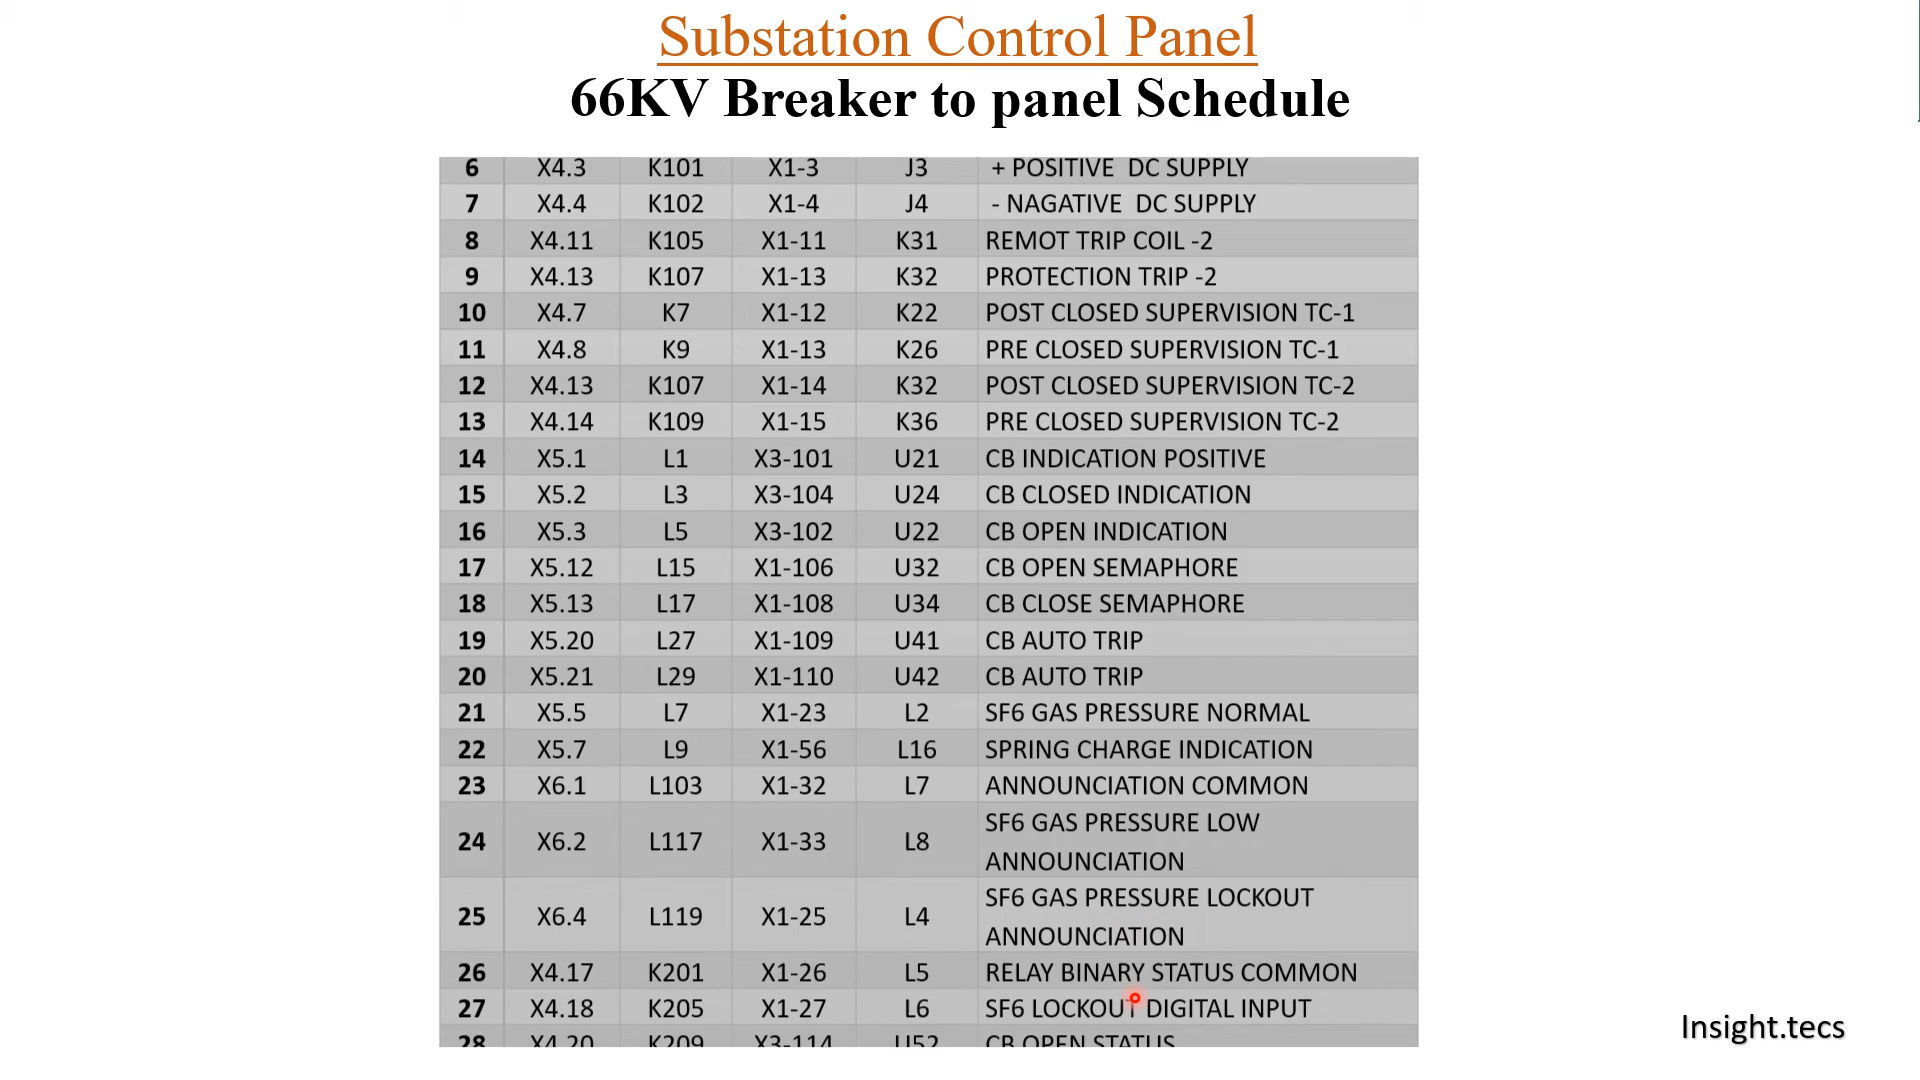 Substation Control Panel
66KV Breaker to panel Schedule
6 X4.3 K101 X1-3 J3 + POSITIVE DC SUPPLY
7 X4.4 K102 X1-4 J4 - NAGATIVE DC SUPPLY
8 X4.11 K105 X1-11 K31 REMOT TRIP COIL -2
9 X4.13 K107 X1-13 K32 PROTECTION TRIP -2
10 X4.7 K7 X1-12 K22 POST CLOSED SUPERVISION TC-1
11 X4.8 K9 X1-13 K26 PRE CLOSED SUPERVISION TC-1
12 X4.13 K107 X1-14 K32 POST CLOSED SUPERVISION TC-2
13 X4.14 K109 X1-15 K36 PRE CLOSED SUPERVISION TC-2
14 X5.1 L1 X3-101 U21 CB INDICATION POSITIVE
15 X5.2 L3 X3-104 U24 CB CLOSED INDICATION
16 X5.3 L5 X3-102 U22 CB OPEN INDICATION
17 X5.12 L15 X1-106 U32 CB OPEN SEMAPHORE
18 X5.13 L17 X1-108 U34 CB CLOSE SEMAPHORE
19 X5.20 L27 X1-109 U41 CB AUTO TRIP
20 X5.21 L29 X1-110 U42 CB AUTO TRIP
21 X5.5 L7 X1-23 L2 SF6 GAS PRESSURE NORMAL
22 X5.7 L9 X1-56 L16 SPRING CHARGE INDICATION
23 X6.1 L103 X1-32 L7 ANNOUNCIATION COMMON
24 X6.2 L117 X1-33 L8 SF6 GAS PRESSURE LOW
ANNOUNCIATION
25 X6.4 L119 X1-25 L4 SF6 GAS PRESSURE LOCKOUT
ANNOUNCIATION
26 X4.17 K201 X1-26 L5 RELAY BINARY STATUS COMMON
27 X4.18 K205 X1-27 L6 SF6 LOCKOUT DIGITAL INPUT
28 X4.20 K209 X3-114 U52 CB OPEN STATUS
Insight.tecs